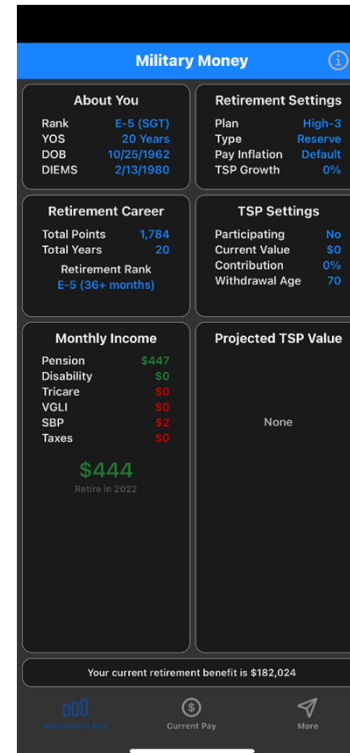 Military Money
About You
Rank E-5 (SGT)
YOS 20 Years
DOB 10/25/1962
DIEMS 2/13/1980
Retirement Settings
Plan High-3
Type Reserve
Pay Inflation Default
TSP Growth 0%
Retirement Career
Total Points 1,784
Total Years 20
Retirement Rank
E-5 (36+ months)
TSP Settings
Participating No
Current Value $0
Contribution 0%
Withdrawal Age 70
Monthly Income
Pension $447
Disability $0
Tricare $0
VGLI $0
SBP $2
Taxes $0
$444
Retire in 2022
Projected TSP Value
None
Your current retirement benefit is $182,024
Retirement Pay
Current Pay
More